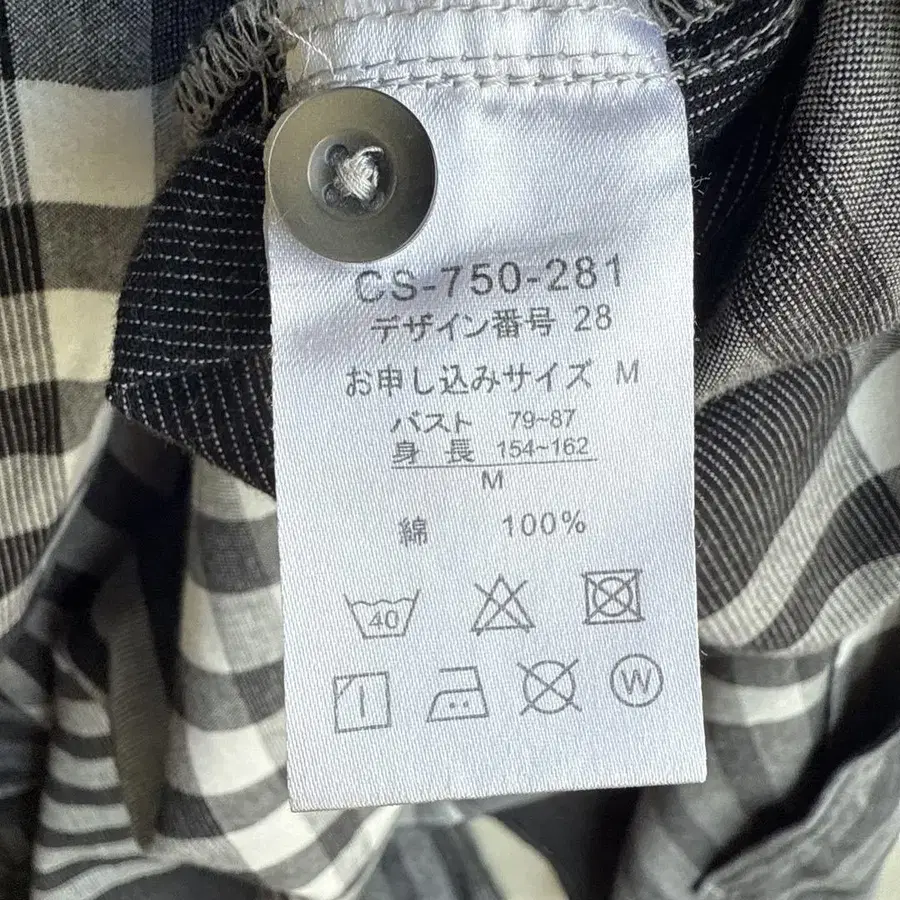 CS-750-281
デザイン番号 28
お申し込みサイズ M
バスト 79~87
身長 154~162
M
綿 100%
40
W